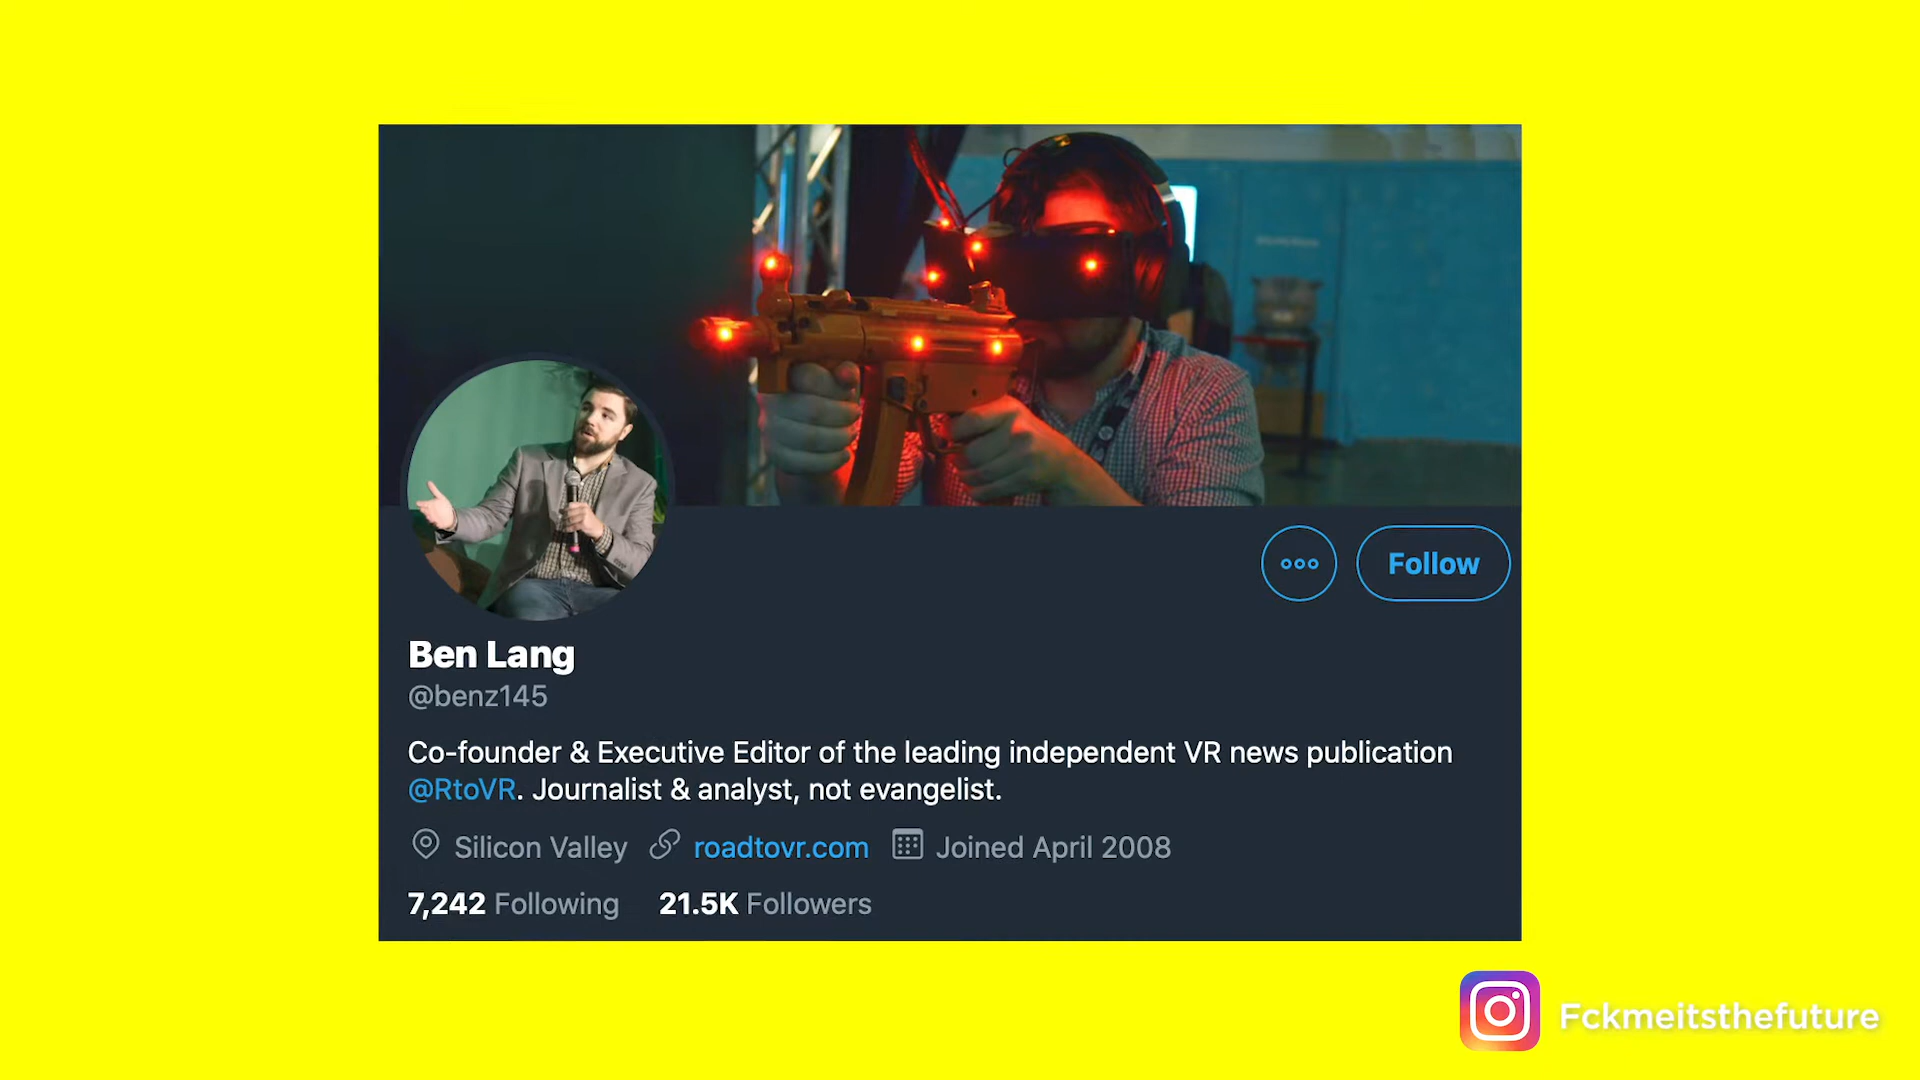 Follow
Ben Lang
@benz145
Co-founder & Executive Editor of the leading independent VR news publication
@RtoVR. Journalist & analyst, not evangelist.
Silicon Valley roadtovr.com Joined April 2008
7,242 Following 21.5K Followers
Fckmeitsthefuture